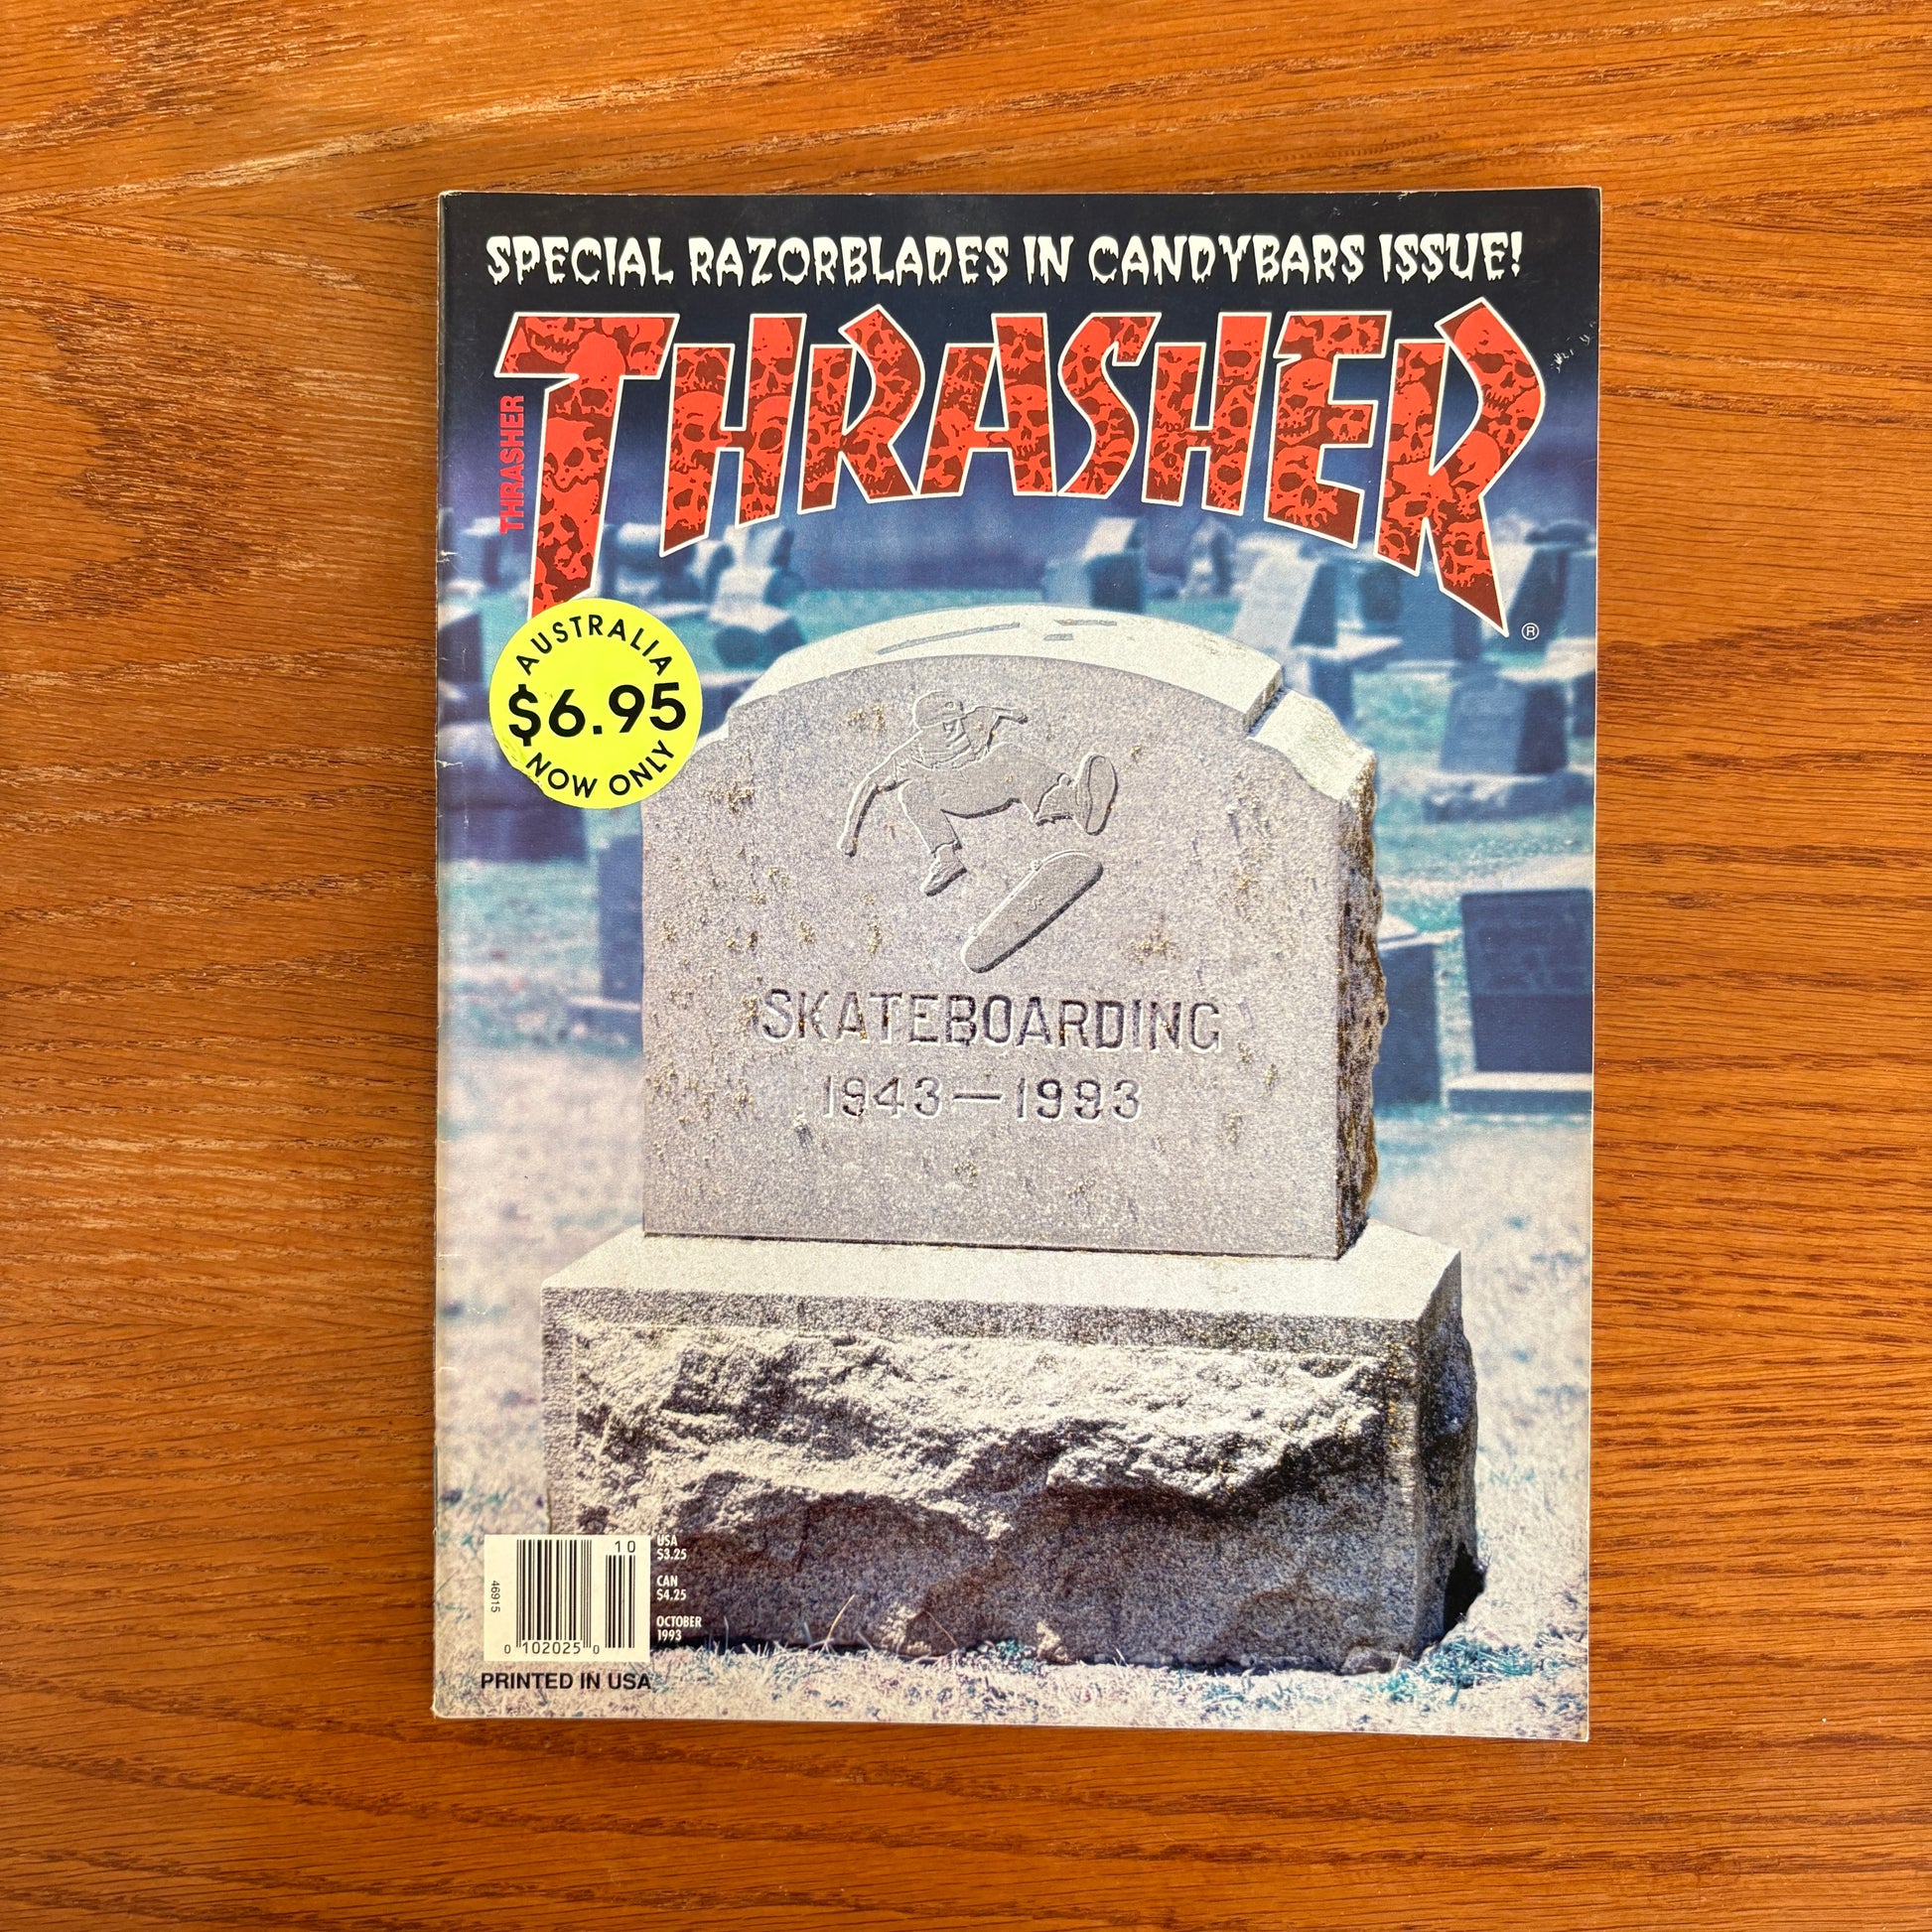 SPECIAL RAZORBLADES IN CANDYBARS ISSUE!
THRASHER
THRASHER
®
AUSTRALIA
$6.95
NOW ONLY
SKATEBOARDING
1943—1993
10
46915
0 102025 0
USA
$3.25
CAN
$4.25
OCTOBER
1993
PRINTED IN USA